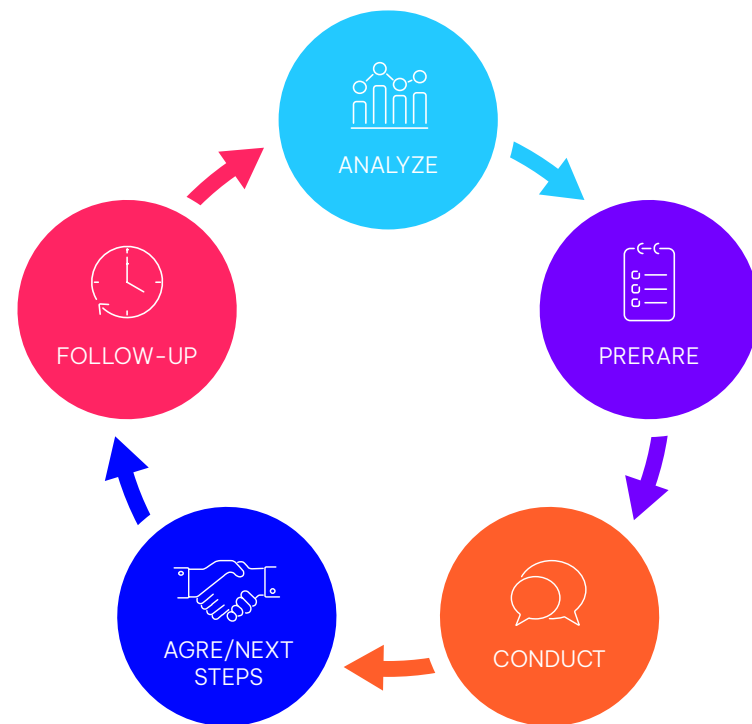 ANALYZE
PRERARE
CONDUCT
AGRE/NEXT
STEPS
FOLLOW-UP